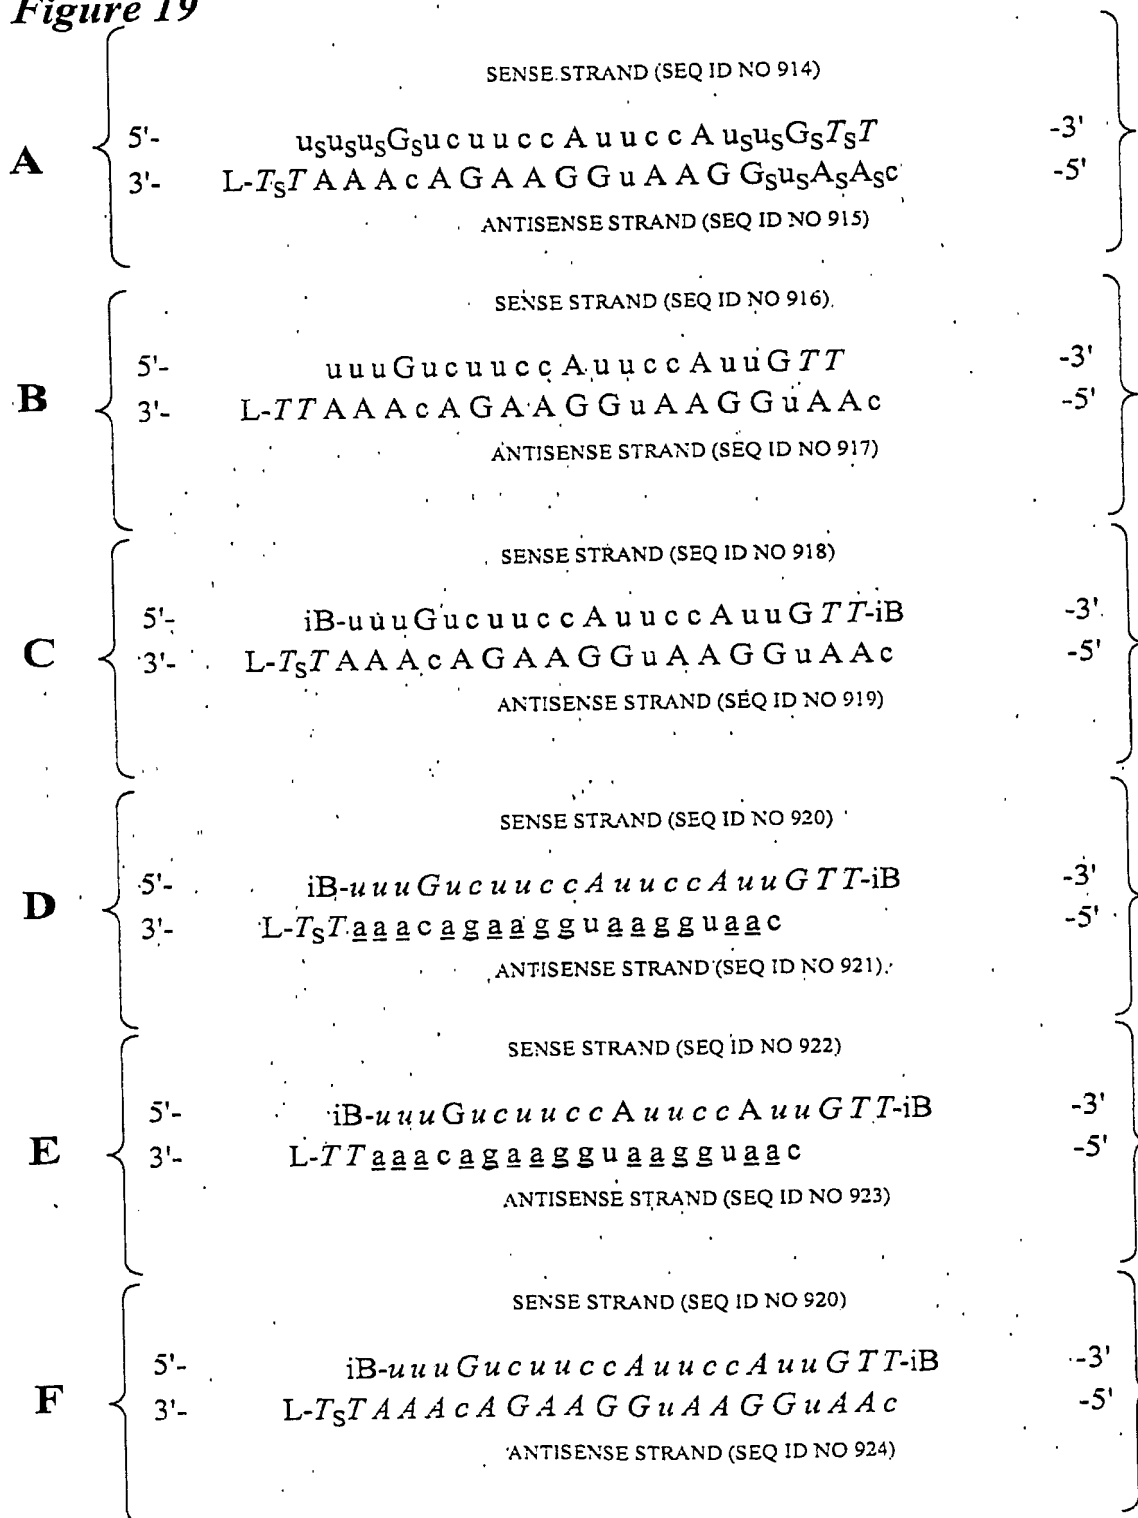 Figure 19
SENSE STRAND (SEQ ID NO 914)
A
5'- usususGsucuuccAuuccAususGsTsT -3'
3'- L-TsTAAAcAGAAGGuAAGGsusAsAsc -5'
ANTISENSE STRAND (SEQ ID NO 915)
SENSE STRAND (SEQ ID NO 916)
B
5'- uuuGucuuccAuuccAuuGTT -3'
3'- L-TTAAAcAGAAGGuAAGGuAAc -5'
ANTISENSE STRAND (SEQ ID NO 917)
SENSE STRAND (SEQ ID NO 918)
C
5'- iB-uuuGucuuccAuuccAuuGTT-iB -3'
3'- L-TsTAAAcAGAAGGuAAGGuAAc -5'
ANTISENSE STRAND (SEQ ID NO 919)
SENSE STRAND (SEQ ID NO 920)
D
5'- iB-uuuGucuuccAuuccAuuGTT-iB -3'
3'- L-TsTaaacagaagguaagguaac -5'
ANTISENSE STRAND (SEQ ID NO 921)
SENSE STRAND (SEQ ID NO 922)
E
5'- iB-uuuGucuuccAuuccAuuGTT-iB -3'
3'- L-TTaaacagaagguaagguaac -5'
ANTISENSE STRAND (SEQ ID NO 923)
SENSE STRAND (SEQ ID NO 920)
F
5'- iB-uuuGucuuccAuuccAuuGTT-iB -3'
3'- L-TsTAAAcAGAAGGuAAGGuAAc -5'
ANTISENSE STRAND (SEQ ID NO 924)